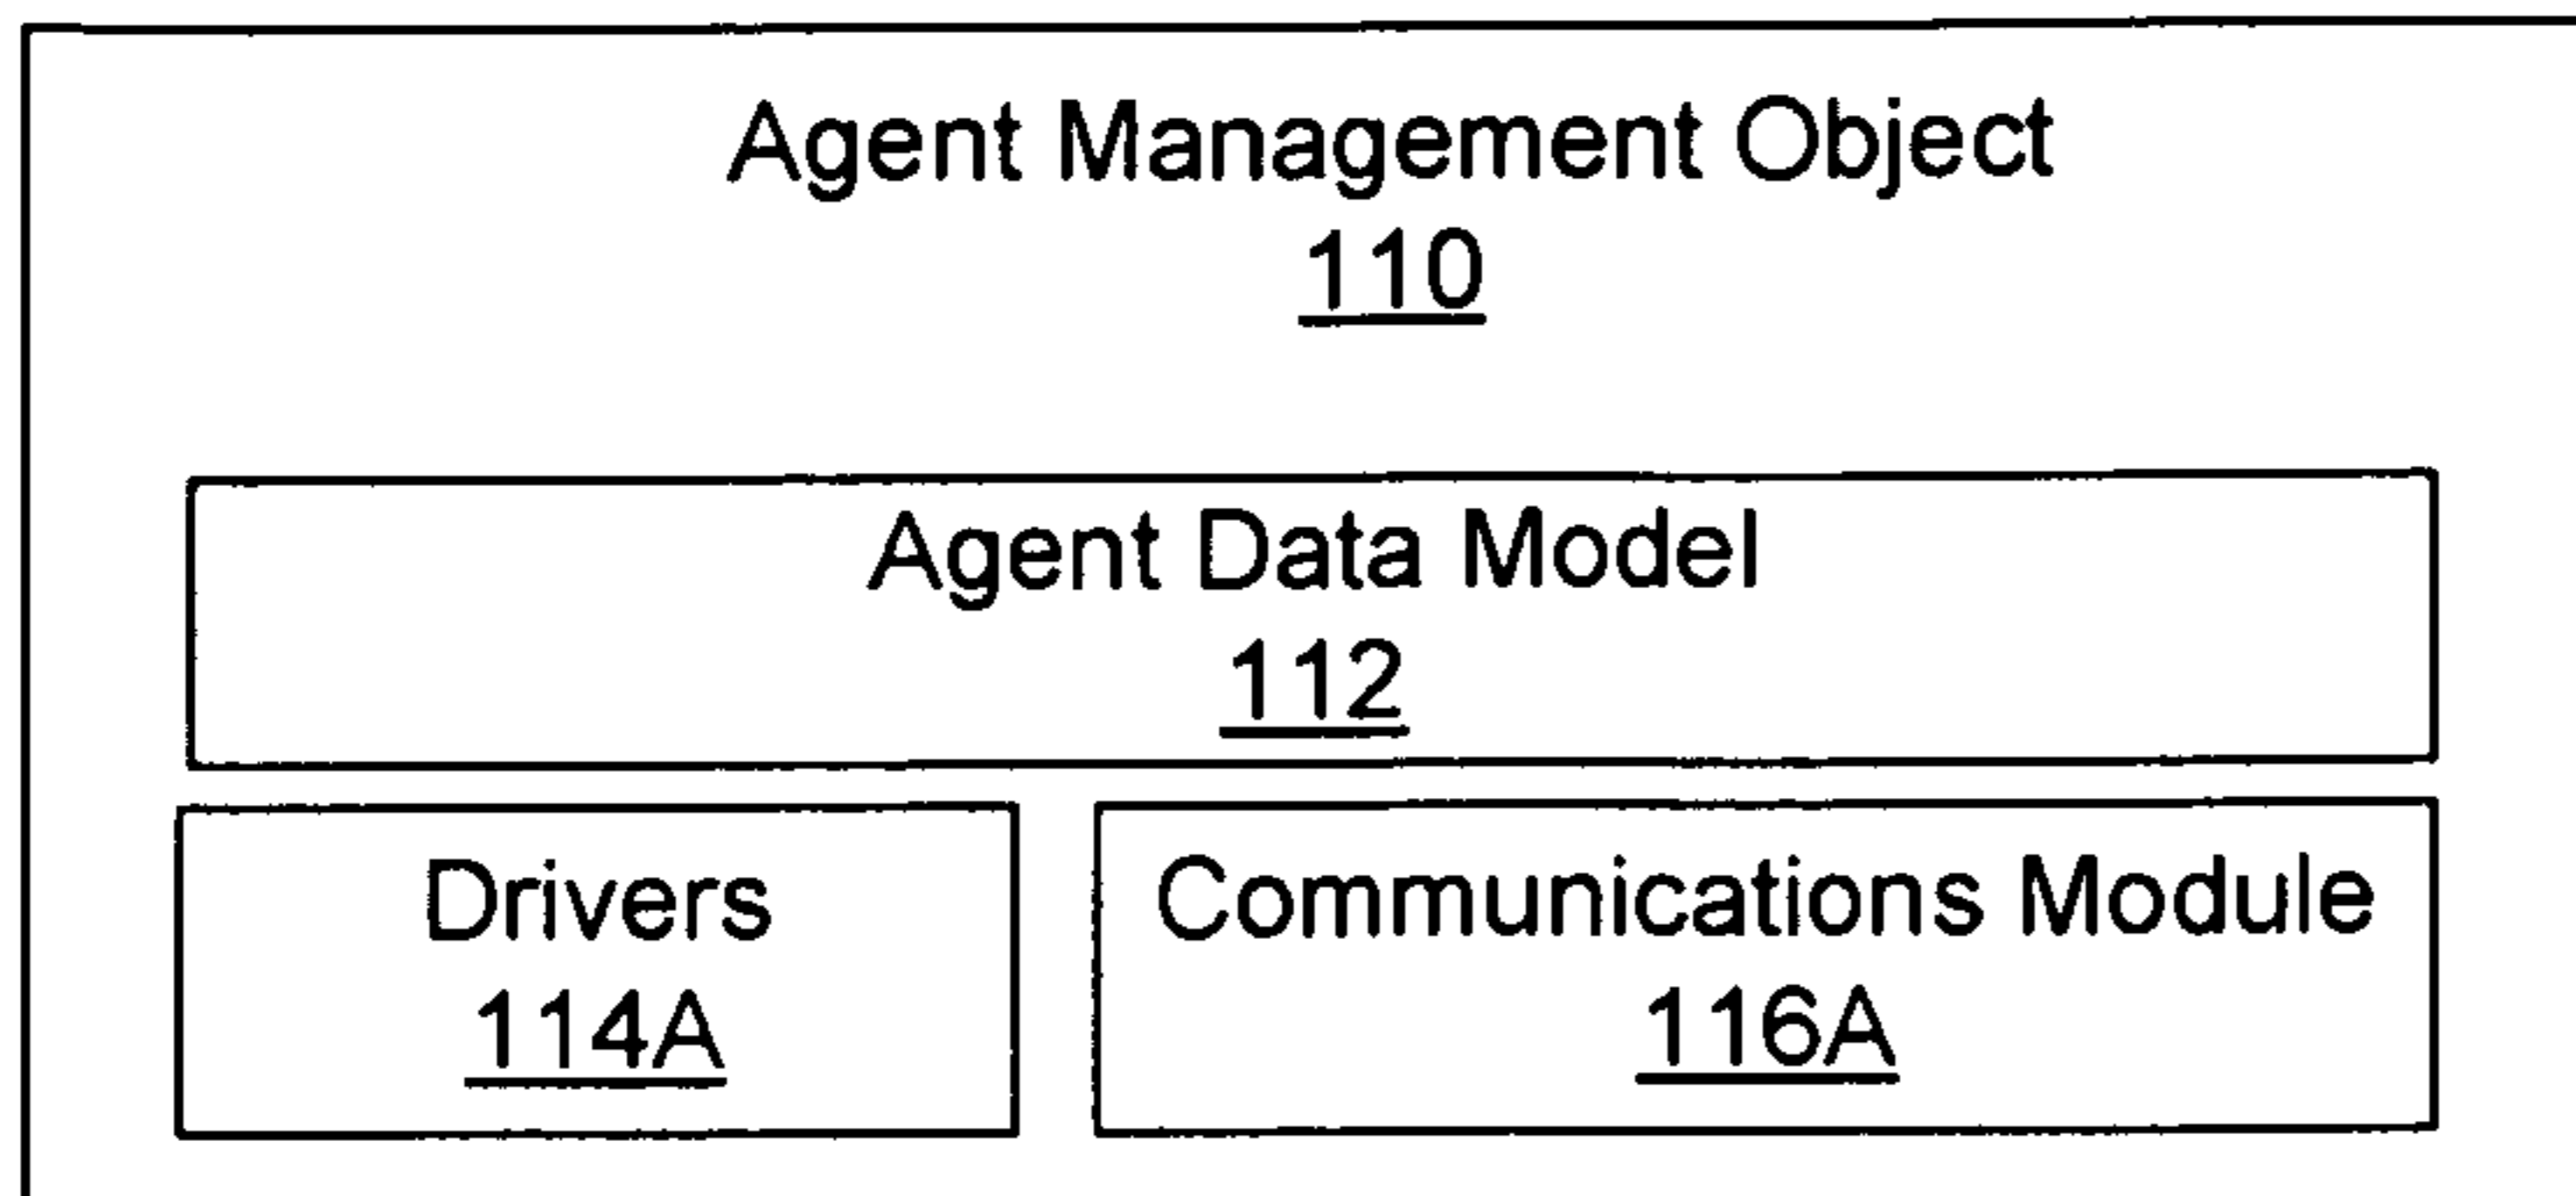 Agent Management Object
110
Agent Data Model
112
Drivers
114A
Communications Module
116A